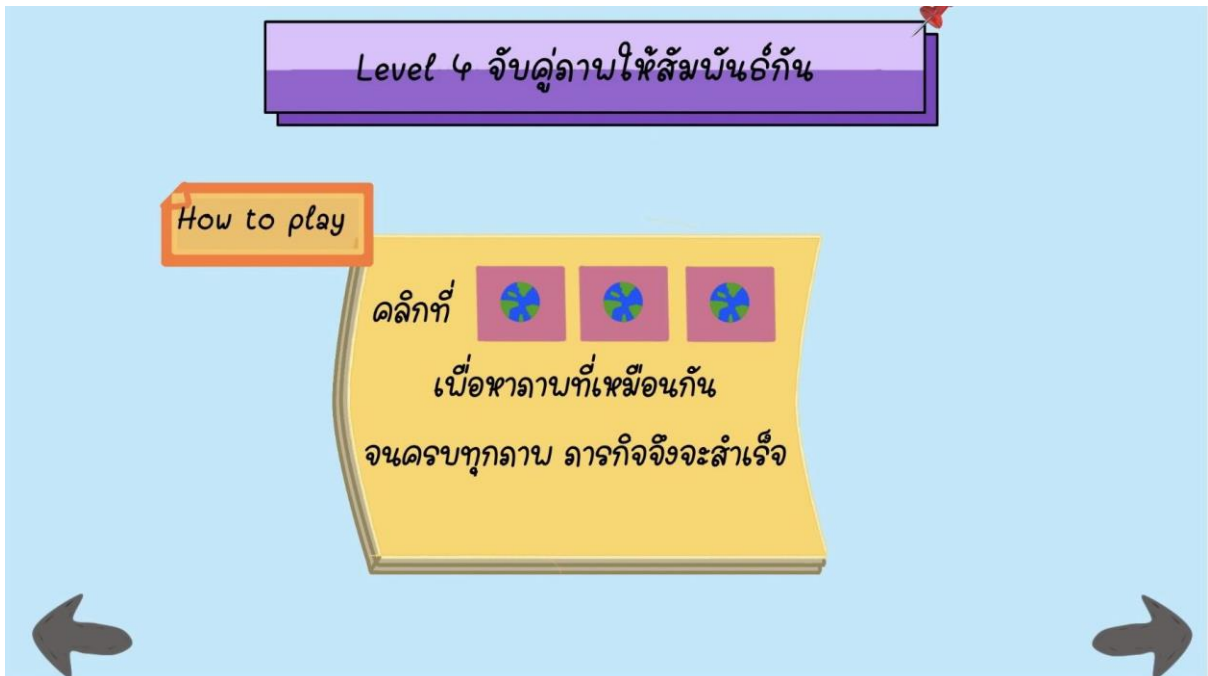 Level 4 จับคู่ภาพให้สัมพันธ์กัน
How to play
คลิกที่
เพื่อหาภาพที่เหมือนกัน
จนครบทุกภาพ ภารกิจจึงจะสำเร็จ